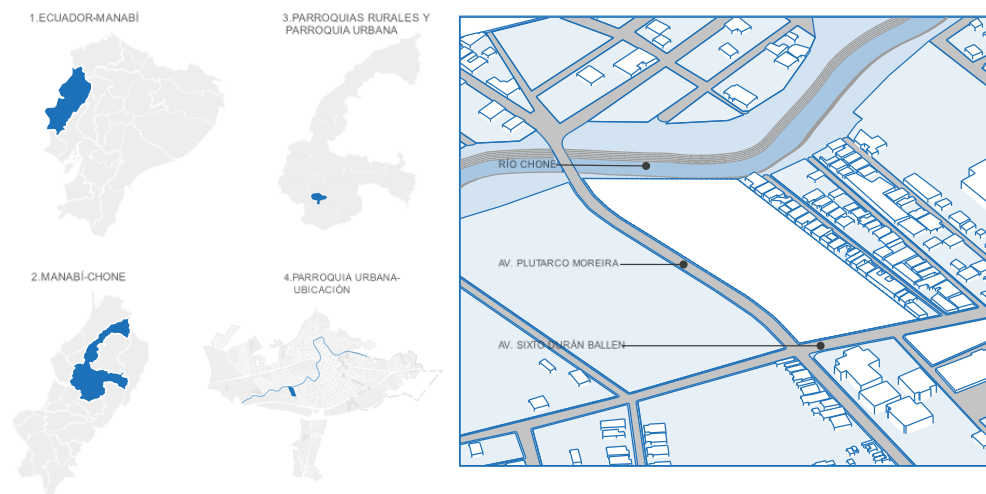 1.ECUADOR-MANABÍ
3.PARROQUIAS RURALES Y
PARROQUIA URBANA
2.MANABÍ-CHONE
4.PARROQUIA URBANA-
UBICACIÓN
RÍO CHONE
AV. PLUTARCO MOREIRA
AV. SIXTO DURÁN BALLEN